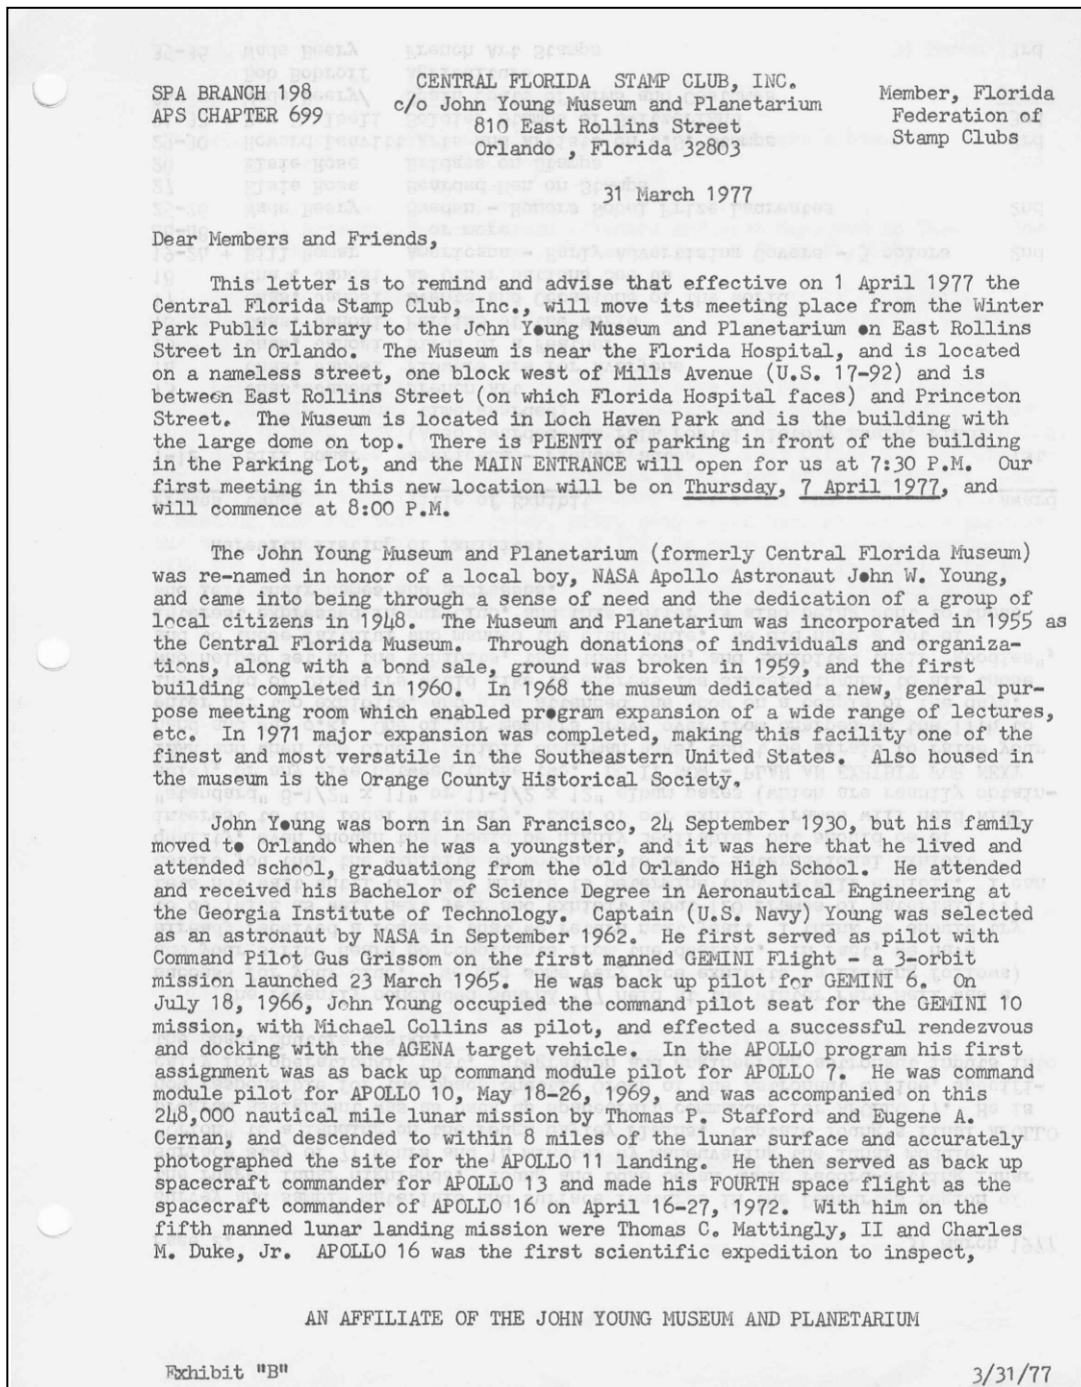 SPA BRANCH 198
APS CHAPTER 699
CENTRAL FLORIDA STAMP CLUB, INC.
c/o John Young Museum and Planetarium
810 East Rollins Street
Orlando , Florida 32803
Member, Florida
Federation of
Stamp Clubs
31 March 1977
Dear Members and Friends,
This letter is to remind and advise that effective on 1 April 1977 the
Central Florida Stamp Club, Inc., will move its meeting place from the Winter
Park Public Library to the John Young Museum and Planetarium on East Rollins
Street in Orlando. The Museum is near the Florida Hospital, and is located
on a nameless street, one block west of Mills Avenue (U.S. 17-92) and is
between East Rollins Street (on which Florida Hospital faces) and Princeton
Street. The Museum is located in Loch Haven Park and is the building with
the large dome on top. There is PLENTY of parking in front of the building
in the Parking Lot, and the MAIN ENTRANCE will open for us at 7:30 P.M. Our
first meeting in this new location will be on Thursday, 7 April 1977, and
will commence at 8:00 P.M.
The John Young Museum and Planetarium (formerly Central Florida Museum)
was re-named in honor of a local boy, NASA Apollo Astronaut John W. Young,
and came into being through a sense of need and the dedication of a group of
local citizens in 1948. The Museum and Planetarium was incorporated in 1955 as
the Central Florida Museum. Through donations of individuals and organiza-
tions, along with a bond sale, ground was broken in 1959, and the first
building completed in 1960. In 1968 the museum dedicated a new, general pur-
pose meeting room which enabled program expansion of a wide range of lectures,
etc. In 1971 major expansion was completed, making this facility one of the
finest and most versatile in the Southeastern United States. Also housed in
the museum is the Orange County Historical Society.
John Young was born in San Francisco, 24 September 1930, but his family
moved to Orlando when he was a youngster, and it was here that he lived and
attended school, graduationg from the old Orlando High School. He attended
and received his Bachelor of Science Degree in Aeronautical Engineering at
the Georgia Institute of Technology. Captain (U.S. Navy) Young was selected
as an astronaut by NASA in September 1962. He first served as pilot with
Command Pilot Gus Grissom on the first manned GEMINI Flight - a 3-orbit
mission launched 23 March 1965. He was back up pilot for GEMINI 6. On
July 18, 1966, John Young occupied the command pilot seat for the GEMINI 10
mission, with Michael Collins as pilot, and effected a successful rendezvous
and docking with the AGENA target vehicle. In the APOLLO program his first
assignment was as back up command module pilot for APOLLO 7. He was command
module pilot for APOLLO 10, May 18-26, 1969, and was accompanied on this
248,000 nautical mile lunar mission by Thomas P. Stafford and Eugene A.
Cernan, and descended to within 8 miles of the lunar surface and accurately
photographed the site for the APOLLO 11 landing. He then served as back up
spacecraft commander for APOLLO 13 and made his FOURTH space flight as the
spacecraft commander of APOLLO 16 on April 16-27, 1972. With him on the
fifth manned lunar landing mission were Thomas C. Mattingly, II and Charles
M. Duke, Jr. APOLLO 16 was the first scientific expedition to inspect,
AN AFFILIATE OF THE JOHN YOUNG MUSEUM AND PLANETARIUM
Exhibit "B"
3/31/77